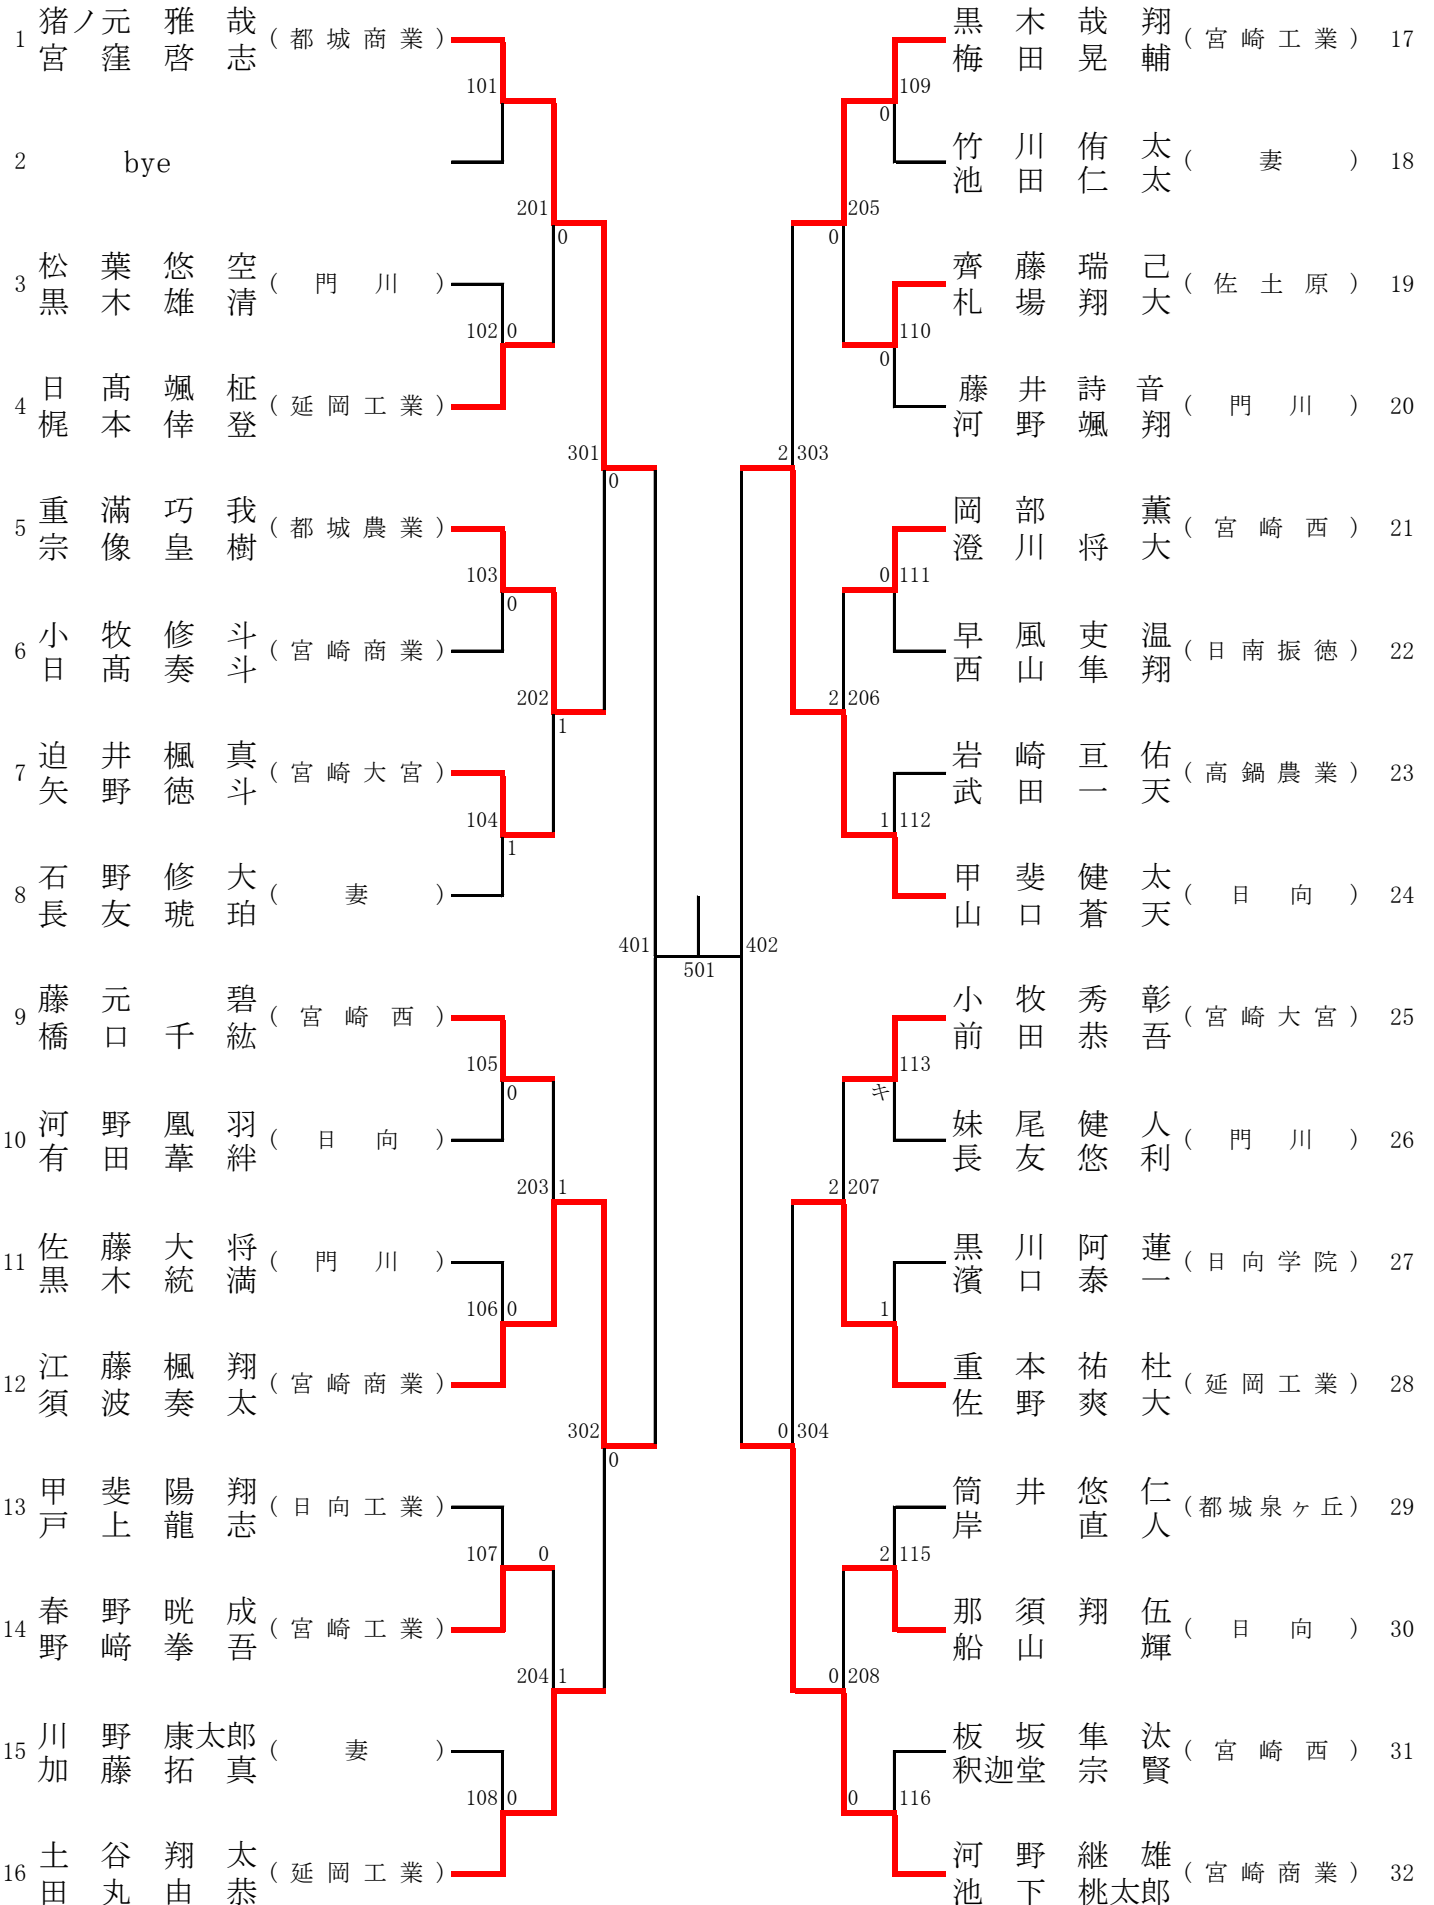 1 猪ノ元 雅 哉 (都城商業)
宮 窪 啓 志
101
2 bye
201
0
3 松 葉 悠 空 (門川)
黒 木 雄 清
102 0
4 日 髙 颯 柾 (延岡工業)
梶 本 倖 登
301
0
5 重 満 巧 我 (都城農業)
宗 像 皇 樹
103
0
6 小 牧 修 斗 (宮崎商業)
日 髙 奏 斗
202
1
7 迫 井 楓 真 (宮崎大宮)
矢 野 徳 斗
104
1
8 石 野 修 大 (妻)
長 友 琥 珀
401
501
9 藤 元 碧 (宮崎西)
橋 口 千 紘
105
0
10 河 野 凰 羽 (日向)
有 田 葦 絆
203 1
11 佐 藤 大 将 (門川)
黒 木 統 満
106 0
12 江 藤 楓 翔 (宮崎商業)
須 波 奏 太
302
0
13 甲 斐 陽 翔 (日向工業)
戸 上 龍 志
107 0
14 春 野 晄 成 (宮崎工業)
野 﨑 拳 吾
204 1
15 川 野 康太郎 (妻)
加 藤 拓 真
108 0
16 土 谷 翔 太 (延岡工業)
田 丸 由 恭
黒 木 哉 翔 (宮崎工業) 17
梅 田 晃 輔
109
0
竹 川 侑 太 (妻) 18
池 田 仁 太
205
0
齊 藤 瑞 己 (佐土原) 19
札 場 翔 大
110
0
藤 井 詩 音 (門川) 20
河 野 颯 翔
2 303
岡 部 薫 (宮崎西) 21
澄 川 将 大
0 111
早 風 吏 温 (日南振徳) 22
西 山 隼 翔
2 206
岩 崎 亘 佑 (高鍋農業) 23
武 田 一 天
1 112
甲 斐 健 太 (日向) 24
山 口 蒼 天
402
小 牧 秀 彰 (宮崎大宮) 25
前 田 恭 吾
113
キ
妹 尾 健 人 (門川) 26
長 友 悠 利
2 207
黒 川 阿 蓮 (日向学院) 27
濱 口 泰 一
1
重 本 祐 杜 (延岡工業) 28
佐 野 爽 大
0 304
筒 井 悠 仁 (都城泉ヶ丘) 29
岸 直 人
2 115
那 須 翔 伍 (日向) 30
船 山 輝
0 208
板 坂 隼 汰 (宮崎西) 31
釈迦堂 宗 賢
0 116
河 野 継 雄 (宮崎商業) 32
池 下 桃太郎